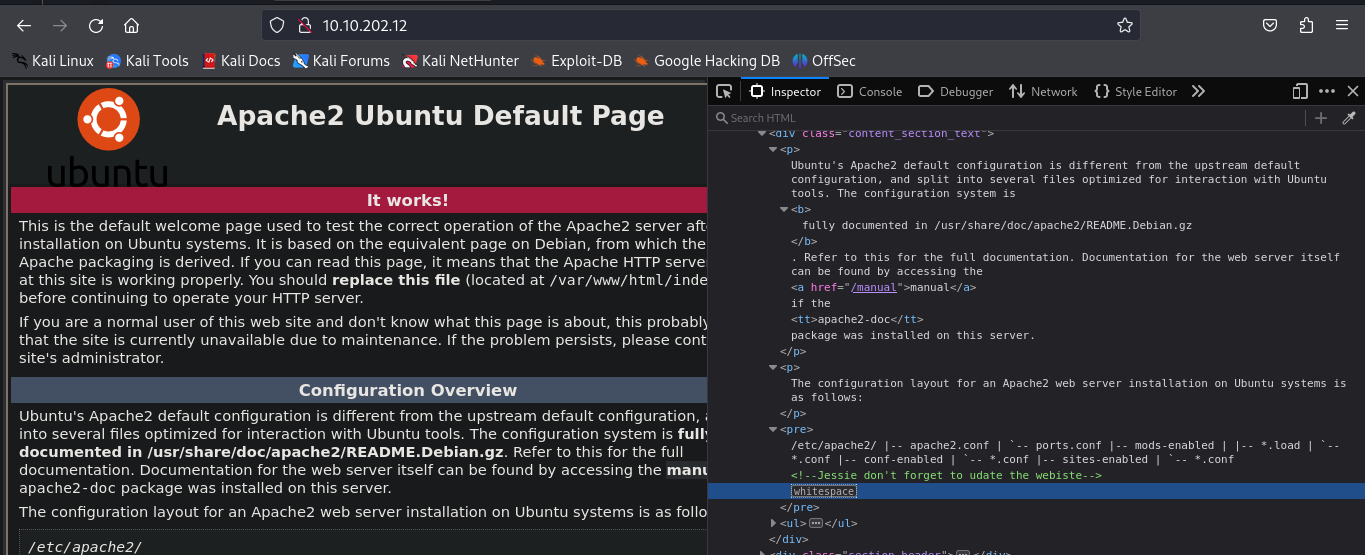 10.10.202.12
Kali Linux Kali Tools Kali Docs Kali Forums Kali NetHunter Exploit-DB Google Hacking DB OffSec
ubuntu
Apache2 Ubuntu Default Page
It works!
This is the default welcome page used to test the correct operation of the Apache2 server
installation on Ubuntu systems. It is based on the equivalent page on Debian, from which the
Apache packaging is derived. If you can read this page, it means that the Apache HTTP server
at this site is working properly. You should replace this file (located at /var/www/html/inde
before continuing to operate your HTTP server.
If you are a normal user of this web site and don't know what this page is about, this probably
that the site is currently unavailable due to maintenance. If the problem persists, please cont
site's administrator.
Configuration Overview
Ubuntu's Apache2 default configuration is different from the upstream default configuration, a
into several files optimized for interaction with Ubuntu tools. The configuration system is fully
documented in /usr/share/doc/apache2/README.Debian.gz. Refer to this for the full
documentation. Documentation for the web server itself can be found by accessing the manu
apache2-doc package was installed on this server.
The configuration layout for an Apache2 web server installation on Ubuntu systems is as follo
/etc/apache2/
Inspector Console Debugger Network Style Editor
Search HTML
<div class="content_section_text">
<p>
Ubuntu's Apache2 default configuration is different from the upstream default
configuration, and split into several files optimized for interaction with Ubuntu
tools. The configuration system is
<b>
fully documented in /usr/share/doc/apache2/README.Debian.gz
</b>
. Refer to this for the full documentation. Documentation for the web server itself
can be found by accessing the
<a href="/manual">manual</a>
if the
<tt>apache2-doc</tt>
package was installed on this server.
</p>
<p>
The configuration layout for an Apache2 web server installation on Ubuntu systems is
as follows:
</p>
<pre>
/etc/apache2/ |-- apache2.conf | `-- ports.conf |-- mods-enabled | |-- *.load | `--
*.conf |-- conf-enabled | `-- *.conf |-- sites-enabled | `-- *.conf
<!--Jessie don't forget to udate the webiste-->
whitespace
</pre>
<ul> ••• </ul>
</div>
<div class="section_header"> ••• </div>